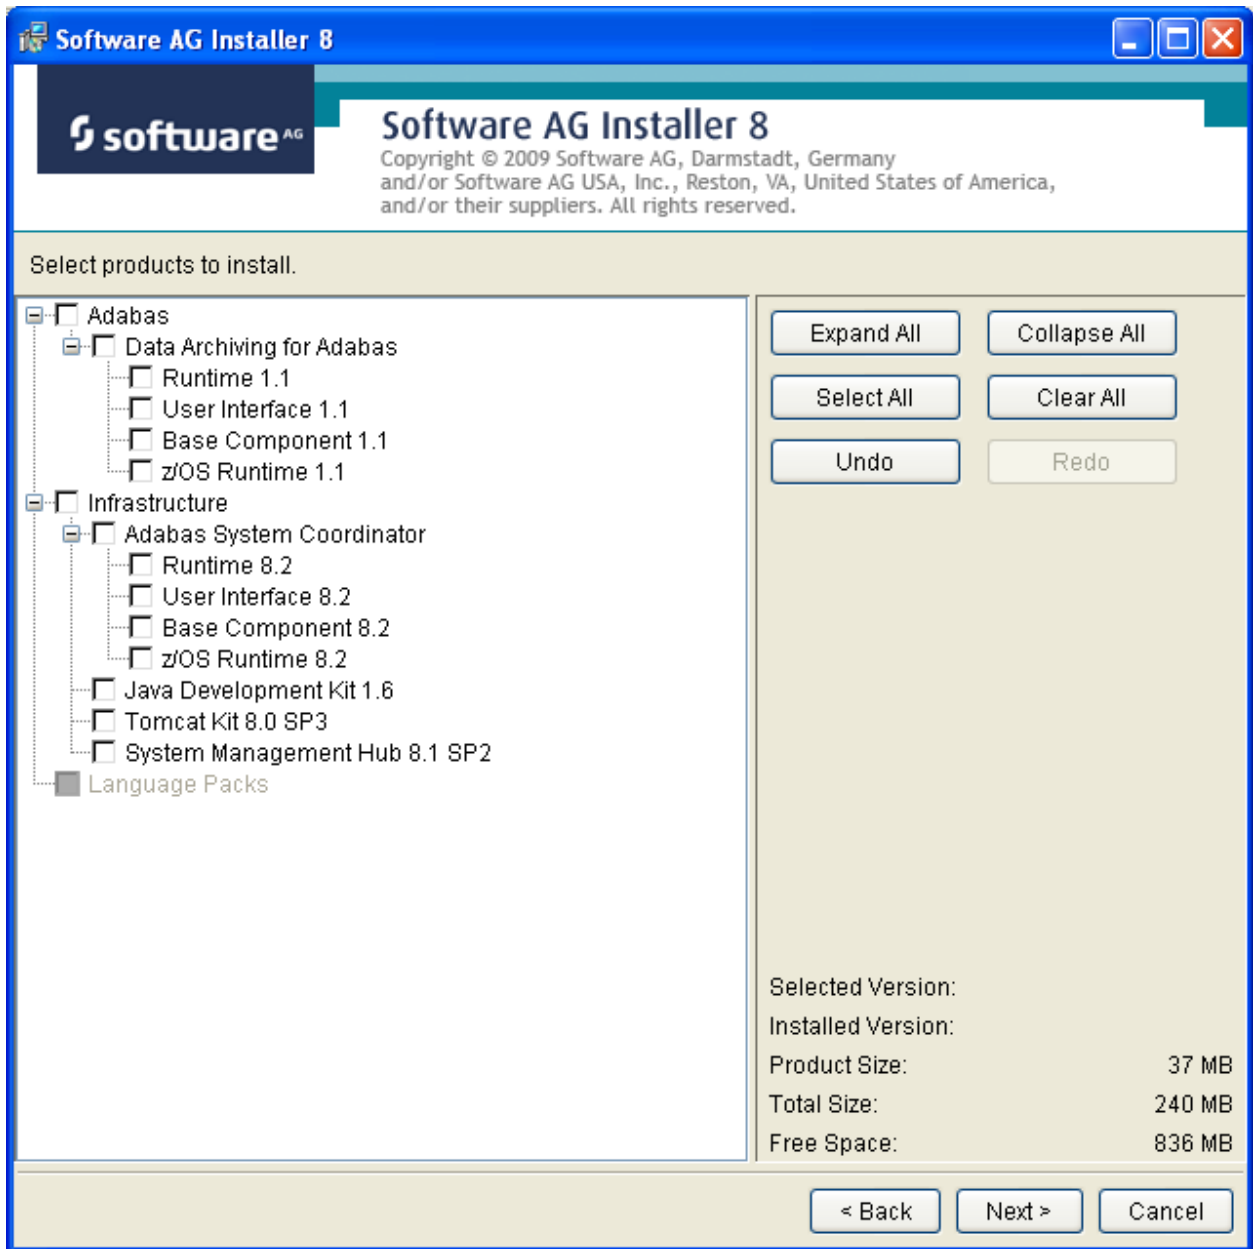 Software AG Installer 8
software AG
Software AG Installer 8
Copyright © 2009 Software AG, Darmstadt, Germany
and/or Software AG USA, Inc., Reston, VA, United States of America,
and/or their suppliers. All rights reserved.
Select products to install.
Adabas
Data Archiving for Adabas
Runtime 1.1
User Interface 1.1
Base Component 1.1
z/OS Runtime 1.1
Infrastructure
Adabas System Coordinator
Runtime 8.2
User Interface 8.2
Base Component 8.2
z/OS Runtime 8.2
Java Development Kit 1.6
Tomcat Kit 8.0 SP3
System Management Hub 8.1 SP2
Language Packs
Expand All Collapse All
Select All Clear All
Undo Redo
Selected Version:
Installed Version:
Product Size: 37 MB
Total Size: 240 MB
Free Space: 836 MB
< Back Next > Cancel